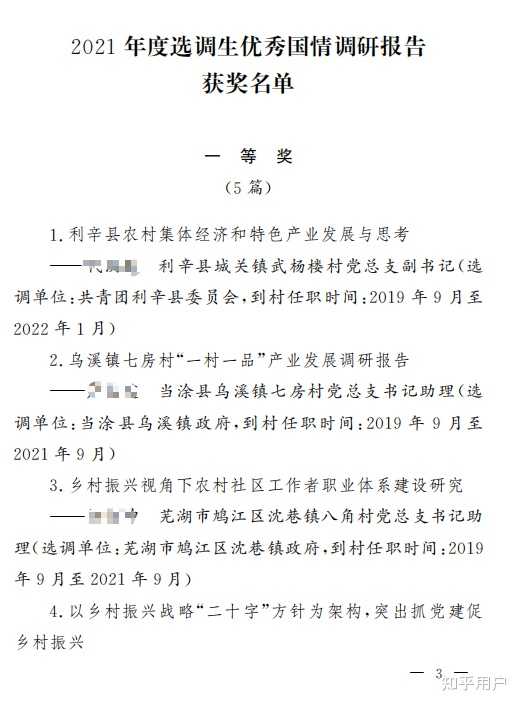 2021 年度选调生优秀国情调研报告
获奖名单
一 等 奖
（5 篇）
1. 利辛县农村集体经济和特色产业发展与思考
—— 利辛县城关镇武杨楼村党总支副书记（选
调单位：共青团利辛县委员会，到村任职时间：2019 年 9 月至
2022 年 1 月）
2. 乌溪镇七房村“一村一品”产业发展调研报告
—— 当涂县乌溪镇七房村党总支书记助理（选
调单位：当涂县乌溪镇政府，到村任职时间：2019 年 9 月至
2021 年 9 月）
3. 乡村振兴视角下农村社区工作者职业体系建设研究
—— 芜湖市鸠江区沈巷镇八角村党总支书记助
理（选调单位：芜湖市鸠江区沈巷镇政府，到村任职时间：2019
年 9 月至 2021 年 9 月）
4. 以乡村振兴战略“二十字”方针为架构，突出抓党建促
乡村振兴
— 3 —
知乎用户